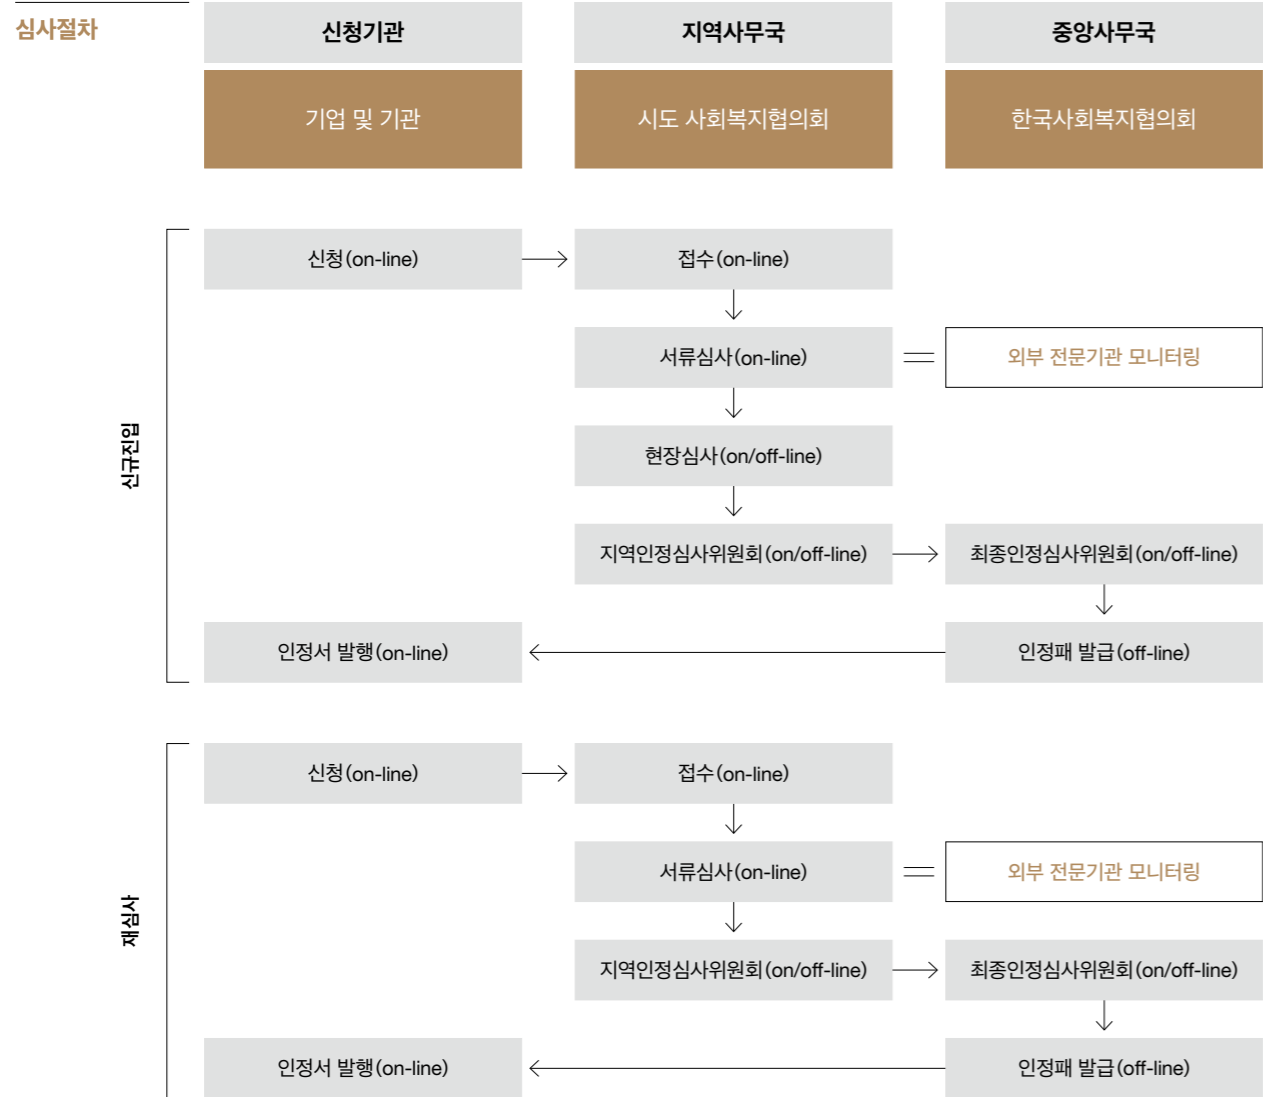 심사절차
신청기관
지역사무국
중앙사무국
기업 및 기관
시도 사회복지협의회
한국사회복지협의회
신규진입
신청(on-line)
접수(on-line)
서류심사(on-line)
외부 전문기관 모니터링
현장심사(on/off-line)
지역인정심사위원회(on/off-line)
최종인정심사위원회(on/off-line)
인정서 발행(on-line)
인정패 발급(off-line)
재심사
신청(on-line)
접수(on-line)
서류심사(on-line)
외부 전문기관 모니터링
지역인정심사위원회(on/off-line)
최종인정심사위원회(on/off-line)
인정서 발행(on-line)
인정패 발급(off-line)